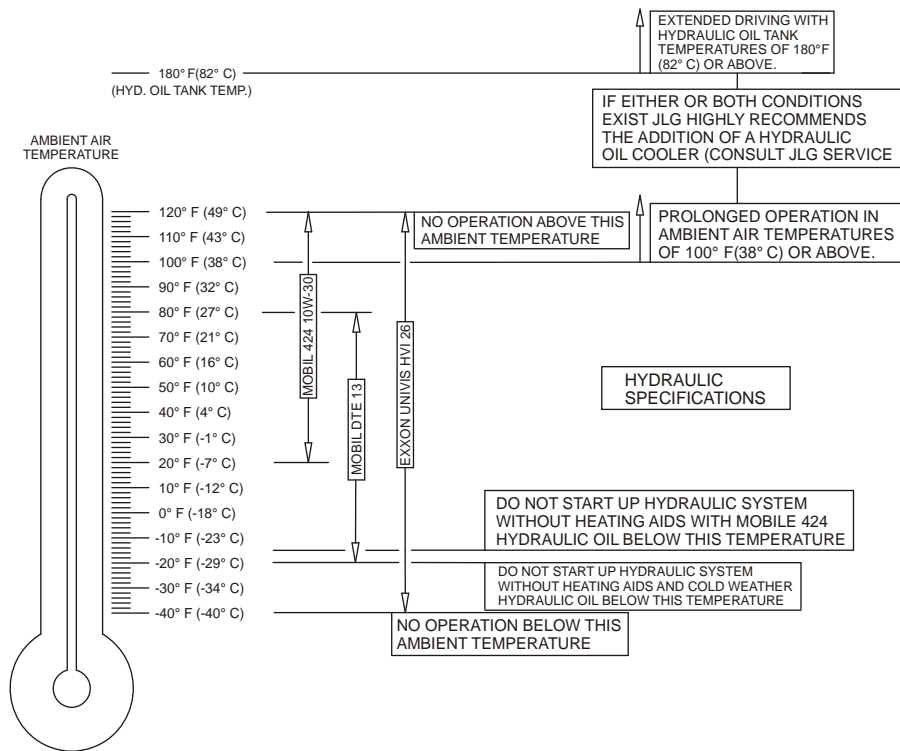 EXTENDED DRIVING WITH
HYDRAULIC OIL TANK
TEMPERATURES OF 180°F
(82° C) OR ABOVE.
180° F(82° C)
(HYD. OIL TANK TEMP.)
IF EITHER OR BOTH CONDITIONS
EXIST JLG HIGHLY RECOMMENDS
THE ADDITION OF A HYDRAULIC
OIL COOLER (CONSULT JLG SERVICE
AMBIENT AIR
TEMPERATURE
120° F (49° C)
110° F (43° C)
100° F (38° C)
90° F (32° C)
80° F (27° C)
70° F (21° C)
60° F (16° C)
50° F (10° C)
40° F (4° C)
30° F (-1° C)
20° F (-7° C)
10° F (-12° C)
0° F (-18° C)
-10° F (-23° C)
-20° F (-29° C)
-30° F (-34° C)
-40° F (-40° C)
MOBIL 424 10W-30
MOBIL DTE 13
EXXON UNIVIS HVI 26
NO OPERATION ABOVE THIS
AMBIENT TEMPERATURE
PROLONGED OPERATION IN
AMBIENT AIR TEMPERATURES
OF 100° F(38° C) OR ABOVE.
HYDRAULIC
SPECIFICATIONS
DO NOT START UP HYDRAULIC SYSTEM
WITHOUT HEATING AIDS WITH MOBILE 424
HYDRAULIC OIL BELOW THIS TEMPERATURE
DO NOT START UP HYDRAULIC SYSTEM
WITHOUT HEATING AIDS AND COLD WEATHER
HYDRAULIC OIL BELOW THIS TEMPERATURE
NO OPERATION BELOW THIS
AMBIENT TEMPERATURE